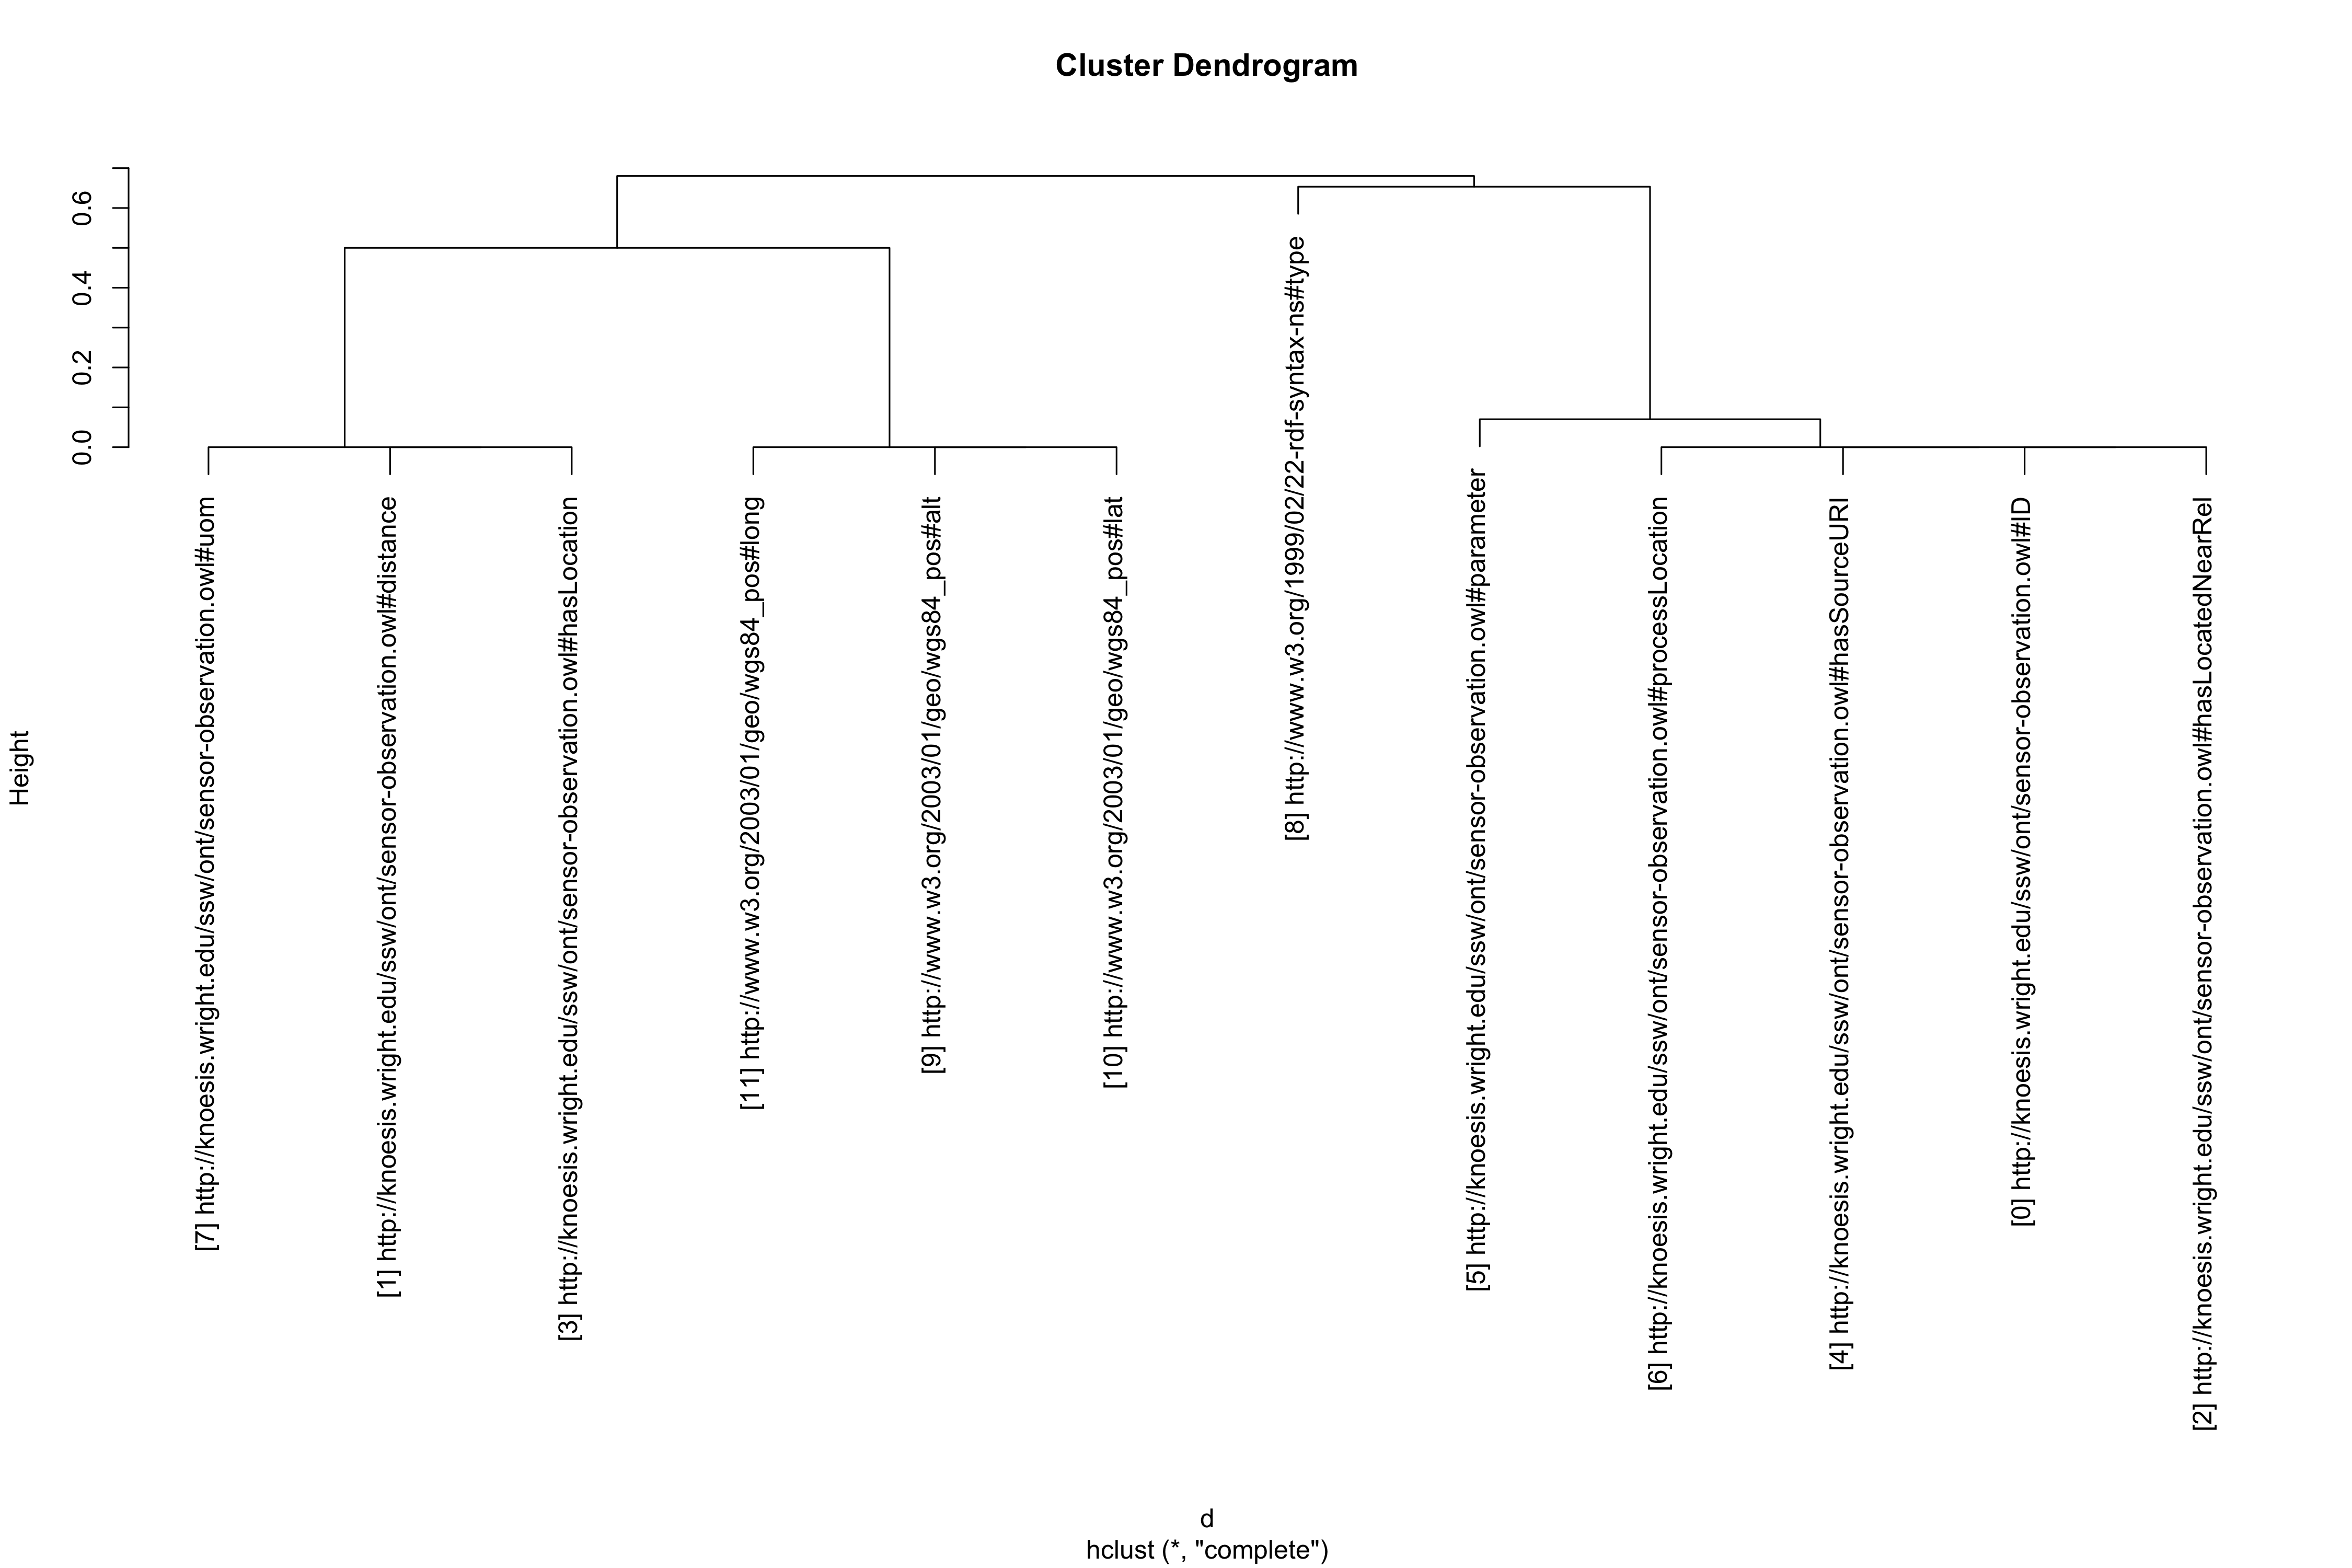 Cluster Dendrogram
Height
0.0
0.2
0.4
0.6
[7] http://knoesis.wright.edu/ssw/ont/sensor-observation.owl#uom
[1] http://knoesis.wright.edu/ssw/ont/sensor-observation.owl#distance
[3] http://knoesis.wright.edu/ssw/ont/sensor-observation.owl#hasLocation
[11] http://www.w3.org/2003/01/geo/wgs84_pos#long
[9] http://www.w3.org/2003/01/geo/wgs84_pos#alt
[10] http://www.w3.org/2003/01/geo/wgs84_pos#lat
[8] http://www.w3.org/1999/02/22-rdf-syntax-ns#type
[5] http://knoesis.wright.edu/ssw/ont/sensor-observation.owl#parameter
[6] http://knoesis.wright.edu/ssw/ont/sensor-observation.owl#processLocation
[4] http://knoesis.wright.edu/ssw/ont/sensor-observation.owl#hasSourceURI
[0] http://knoesis.wright.edu/ssw/ont/sensor-observation.owl#ID
[2] http://knoesis.wright.edu/ssw/ont/sensor-observation.owl#hasLocatedNearRel
d
hclust (*, "complete")